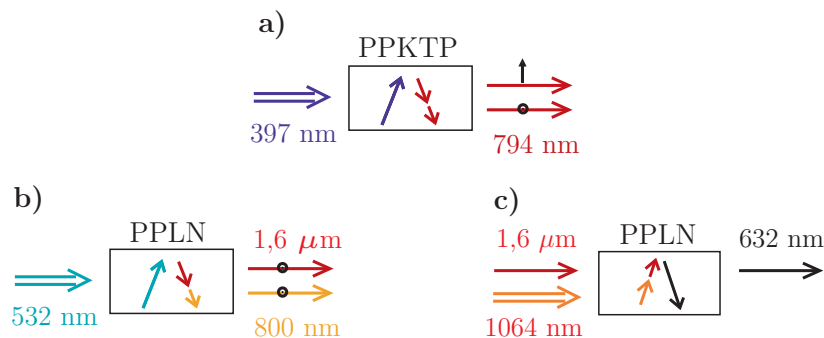 a)
PPKTP
397 nm
794 nm
b)
PPLN
1,6 μm
532 nm
800 nm
c)
PPLN
1,6 μm
632 nm
1064 nm